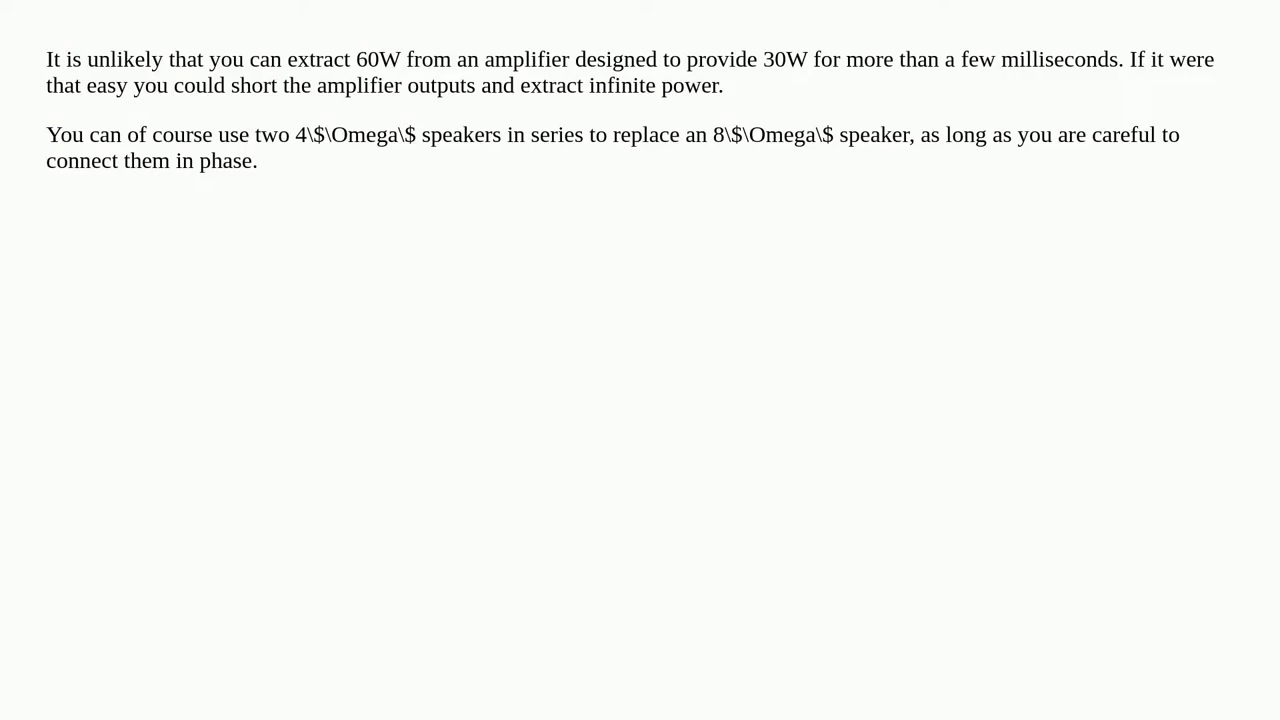 It is unlikely that you can extract 60W from an amplifier designed to provide 30W for more than a few milliseconds. If it were
that easy you could short the amplifier outputs and extract infinite power.
You can of course use two 4\$\Omega\$ speakers in series to replace an 8\$\Omega\$ speaker, as long as you are careful to
connect them in phase.